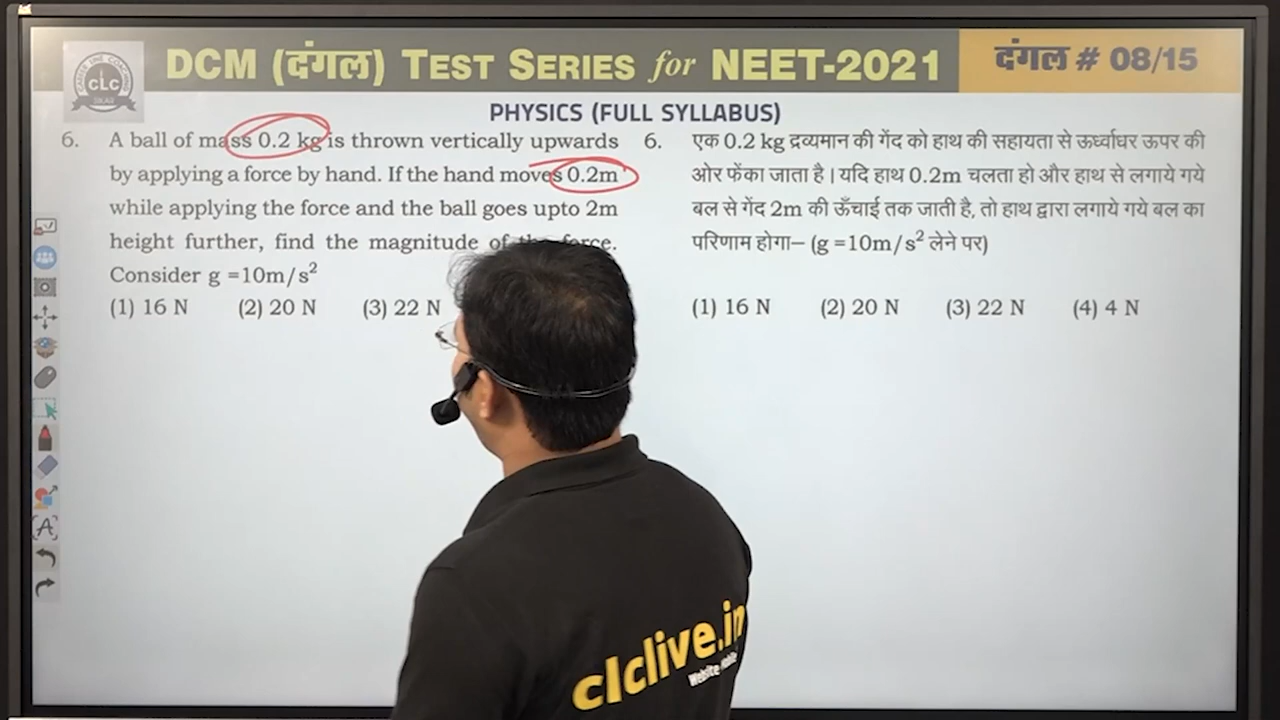 DCM (दंगल) TEST SERIES for NEET-2021
दंगल # 08/15
CLC
PHYSICS (FULL SYLLABUS)
6. A ball of mass 0.2 kg is thrown vertically upwards
by applying a force by hand. If the hand moves 0.2m
while applying the force and the ball goes upto 2m
height further, find the magnitude of the force.
Consider g =10m/s²
(1) 16 N (2) 20 N (3) 22 N
6. एक 0.2 kg द्रव्यमान की गेंद को हाथ की सहायता से ऊर्ध्वाधर ऊपर की
ओर फेंका जाता है। यदि हाथ 0.2m चलता हो और हाथ से लगाये गये
बल से गेंद 2m की ऊँचाई तक जाती है, तो हाथ द्वारा लगाये गये बल का
परिणाम होगा– (g =10m/s² लेने पर)
(1) 16 N (2) 20 N (3) 22 N (4) 4 N
clclive.in
Website